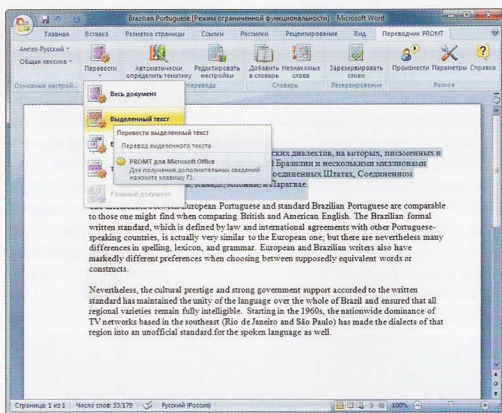 Brazilian Portuguese [Режим ограниченной функциональности] - Microsoft Word
Главная Вставка Разметка страницы Ссылки Рассылки Рецензирование Вид Переводчик PROMT
Англо-Русский
Общая лексика
Перевести
Автоматически определить тематику
Редактировать настройки
Добавить в словарь
Незнакомые слова
Зарезервировать слово
Произнести
Параметры
Справка
Основные настрой...
перевода
Словарь
Резервирование
Разное
Весь документ
Выделенный текст
Перевести выделенный текст
Перевод выделенного текста
PROMT для Microsoft Office
Для получения дополнительных сведений
нажмите клавишу F1.
Главный документ
ских диалектов, на которых, письменных и
Бразилии и несколькими миллионами
оединенных Штатах, Соединенном
Канаде, Японии, и Парагвае.
The differences between European Portuguese and standard Brazilian Portuguese are comparable
to those one might find when comparing British and American English. The Brazilian formal
written standard, which is defined by law and international agreements with other Portuguese-
speaking countries, is actually very similar to the European one; but there are nevertheless many
differences in spelling, lexicon, and grammar. European and Brazilian writers also have
markedly different preferences when choosing between supposedly equivalent words or
constructs.
Nevertheless, the cultural prestige and strong government support accorded to the written
standard has maintained the unity of the language over the whole of Brazil and ensured that all
regional varieties remain fully intelligible. Starting in the 1960s, the nationwide dominance of
TV networks based in the southeast (Rio de Janeiro and São Paulo) has made the dialects of that
region into an unofficial standard for the spoken language as well.
Страница: 1 из 1 Число слов: 33/179 Русский (Россия) 100%